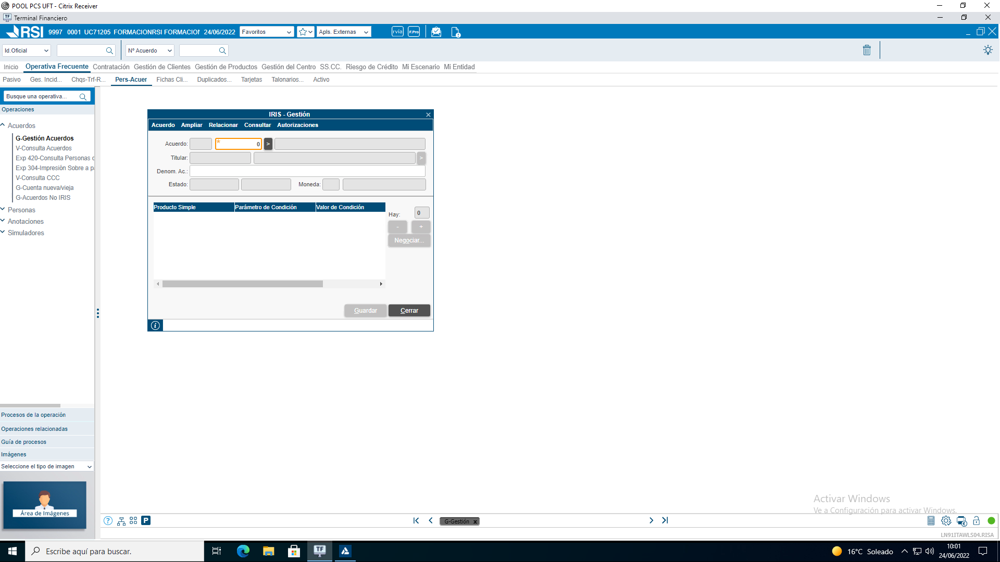 POOL PCS UFT - Citrix Receiver
TF Terminal Financiero
RSI 9997 0001 UC71205 FORMACIONRSI FORMACIOI 24/06/2022 Favoritos Apls. Externas rvía F.Pro
Id.Oficial Nº Acuerdo
Inicio Operativa Frecuente Contratación Gestión de Clientes Gestión de Productos Gestión del Centro SS.CC. Riesgo de Crédito Mi Escenario Mi Entidad
Pasivo Ges. Incid... Chqs-Trf-R... Pers-Acuer Fichas Cli... Duplicados... Tarjetas Talonarios... Activo
Busque una operativa...
Operaciones
Acuerdos
G-Gestión Acuerdos
V-Consulta Acuerdos
Exp 420-Consulta Personas
Exp 304-Impresión Sobre a
V-Consulta CCC
G-Cuenta nueva/vieja
G-Acuerdos No IRIS
Personas
Anotaciones
Simuladores
IRIS - Gestión
Acuerdo Ampliar Relacionar Consultar Autorizaciones
Acuerdo: * 0 >
Titular: >
Denom. Ac.:
Estado: Moneda:
Producto Simple Parámetro de Condición Valor de Condición
Hay: 0
- +
Negociar...
Guardar Cerrar
Procesos de la operación
Operaciones relacionadas
Guía de procesos
Imágenes
Seleccione el tipo de imagen
Área de Imágenes
Activar Windows
Ve a Configuración para activar Windows.
? P G-Gestión x
LN91ITAWLS04.RISA
Escribe aquí para buscar. TF 16°C Soleado 10:01
24/06/2022